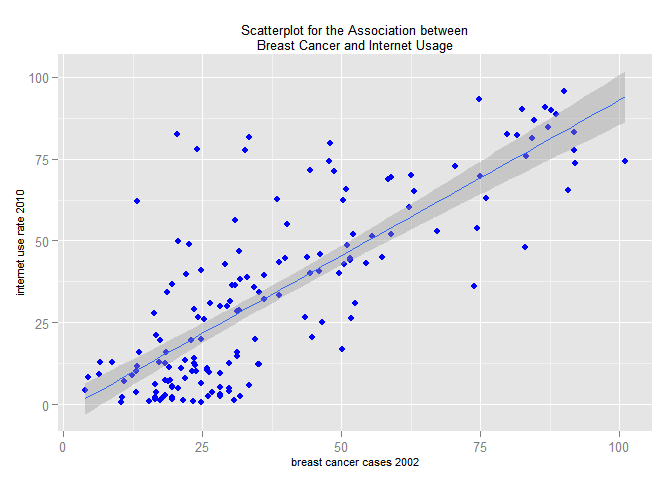 Scatterplot for the Association between
Breast Cancer and Internet Usage
internet use rate 2010
100
75
50
25
0
0 25 50 75 100
breast cancer cases 2002